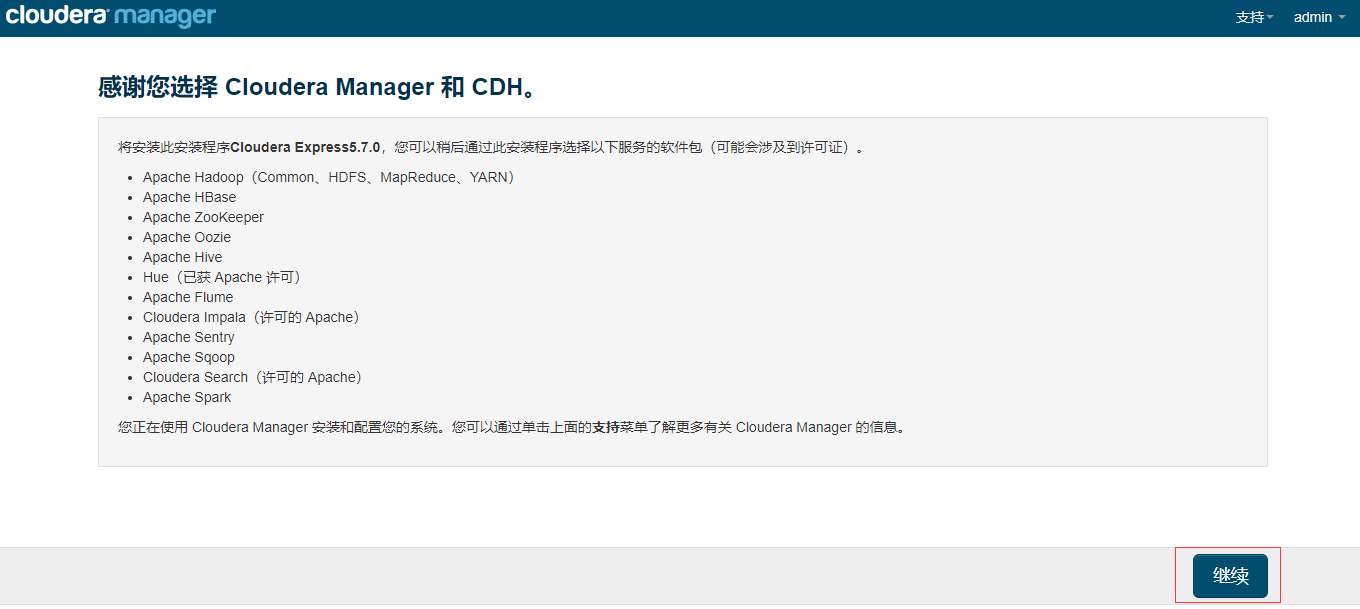 cloudera manager
支持 admin
感谢您选择 Cloudera Manager 和 CDH。
将安装此安装程序Cloudera Express5.7.0，您可以稍后通过此安装程序选择以下服务的软件包（可能会涉及到许可证）。
• Apache Hadoop（Common、HDFS、MapReduce、YARN）
• Apache HBase
• Apache ZooKeeper
• Apache Oozie
• Apache Hive
• Hue（已获 Apache 许可）
• Apache Flume
• Cloudera Impala（许可的 Apache）
• Apache Sentry
• Apache Sqoop
• Cloudera Search（许可的 Apache）
• Apache Spark
您正在使用 Cloudera Manager 安装和配置您的系统。您可以通过单击上面的支持菜单了解更多有关 Cloudera Manager 的信息。
继续